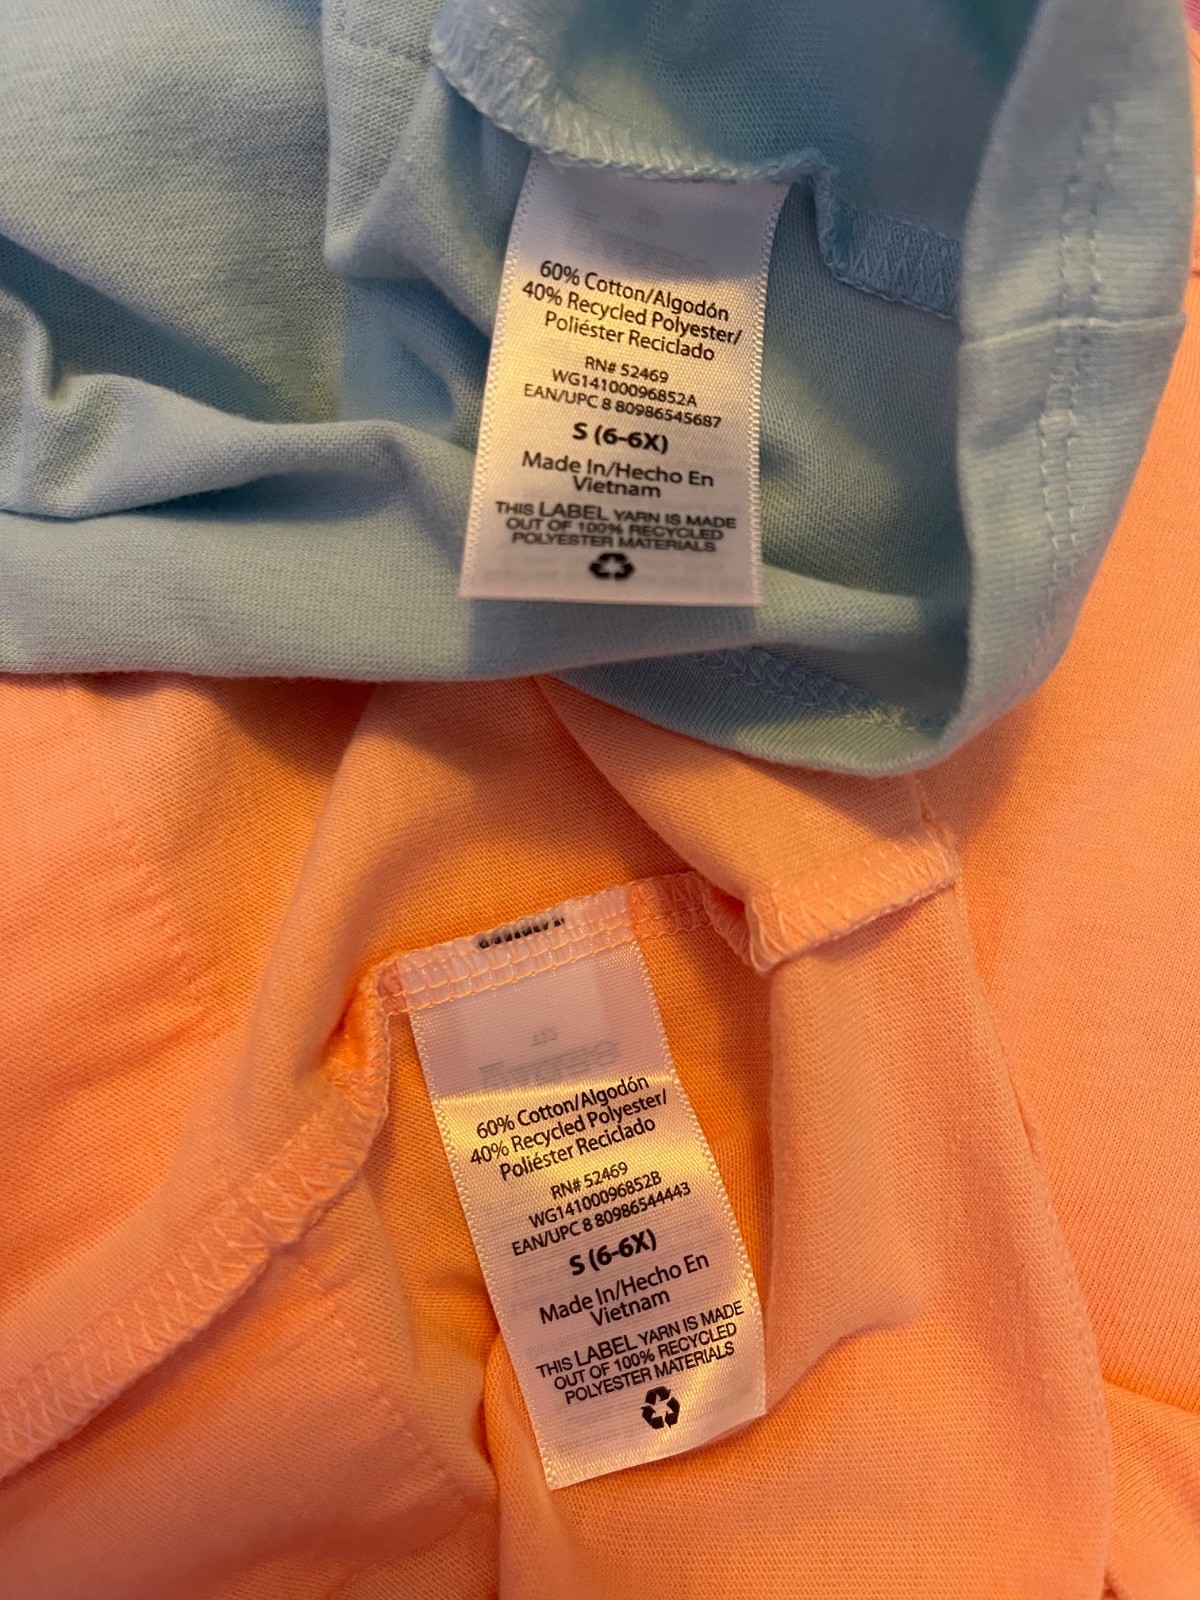 60% Cotton/Algodón
40% Recycled Polyester/
Poliéster Reciclado
RN# 52469
WG14100096852A
EAN/UPC 8 80986545687
S (6-6X)
Made In/Hecho En
Vietnam
THIS LABEL YARN IS MADE
OUT OF 100% RECYCLED
POLYESTER MATERIALS
60% Cotton/Algodón
40% Recycled Polyester/
Poliéster Reciclado
RN# 52469
WG14100096852B
EAN/UPC 8 80986544443
S (6-6X)
Made In/Hecho En
Vietnam
THIS LABEL YARN IS MADE
OUT OF 100% RECYCLED
POLYESTER MATERIALS